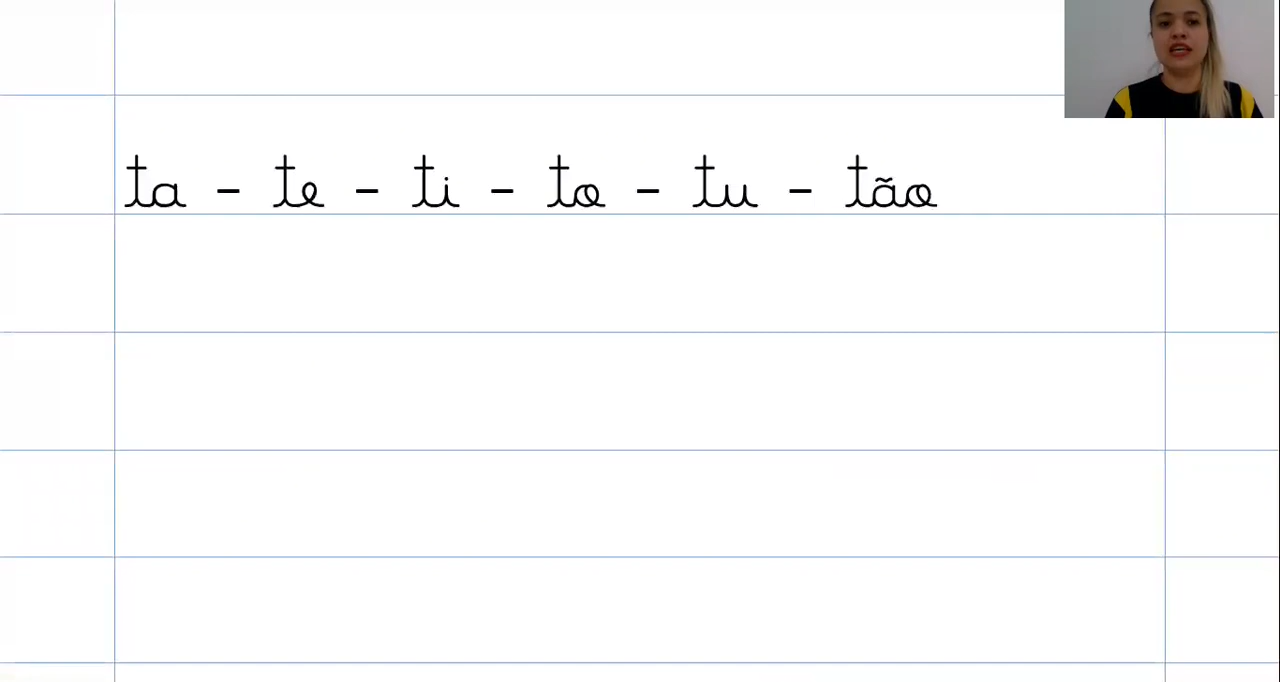 ta - te - ti - to - tu - tão